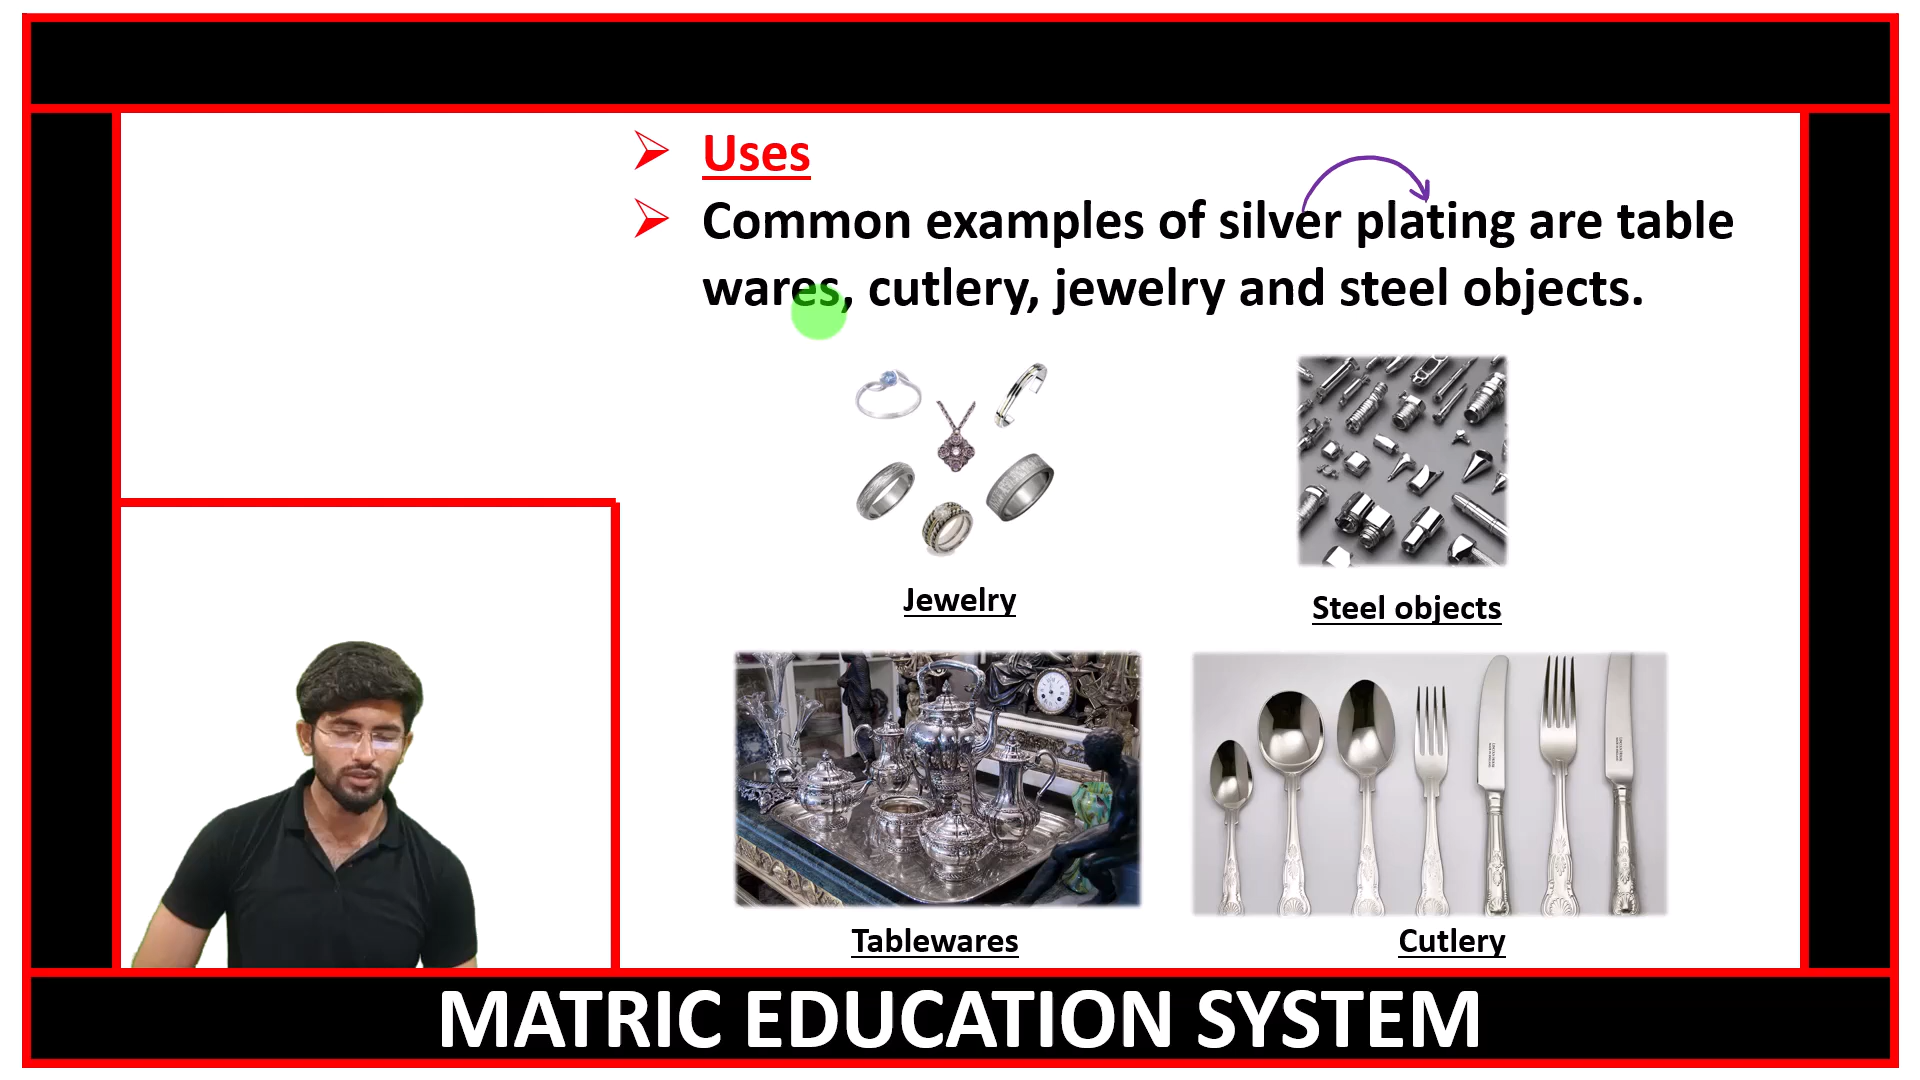 Uses
Common examples of silver plating are table
wares, cutlery, jewelry and steel objects.
Jewelry
Steel objects
Tablewares
Cutlery
MATRIC EDUCATION SYSTEM